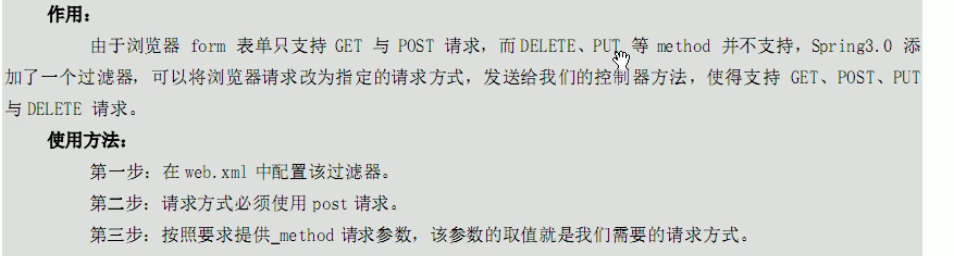 作用：
由于浏览器 form 表单只支持 GET 与 POST 请求，而DELETE、PUT 等 method 并不支持，Spring3.0 添
加了一个过滤器，可以将浏览器请求改为指定的请求方式，发送给我们的控制器方法，使得支持 GET、POST、PUT
与DELETE 请求。
使用方法：
第一步：在 web.xml 中配置该过滤器。
第二步：请求方式必须使用 post 请求。
第三步：按照要求提供_method 请求参数，该参数的取值就是我们需要的请求方式。